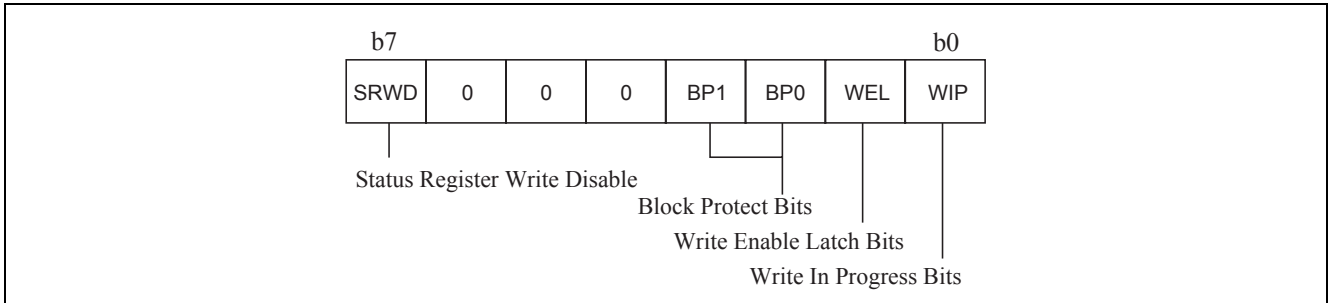 b7 b0
SRWD 0 0 0 BP1 BP0 WEL WIP
Status Register Write Disable
Block Protect Bits
Write Enable Latch Bits
Write In Progress Bits